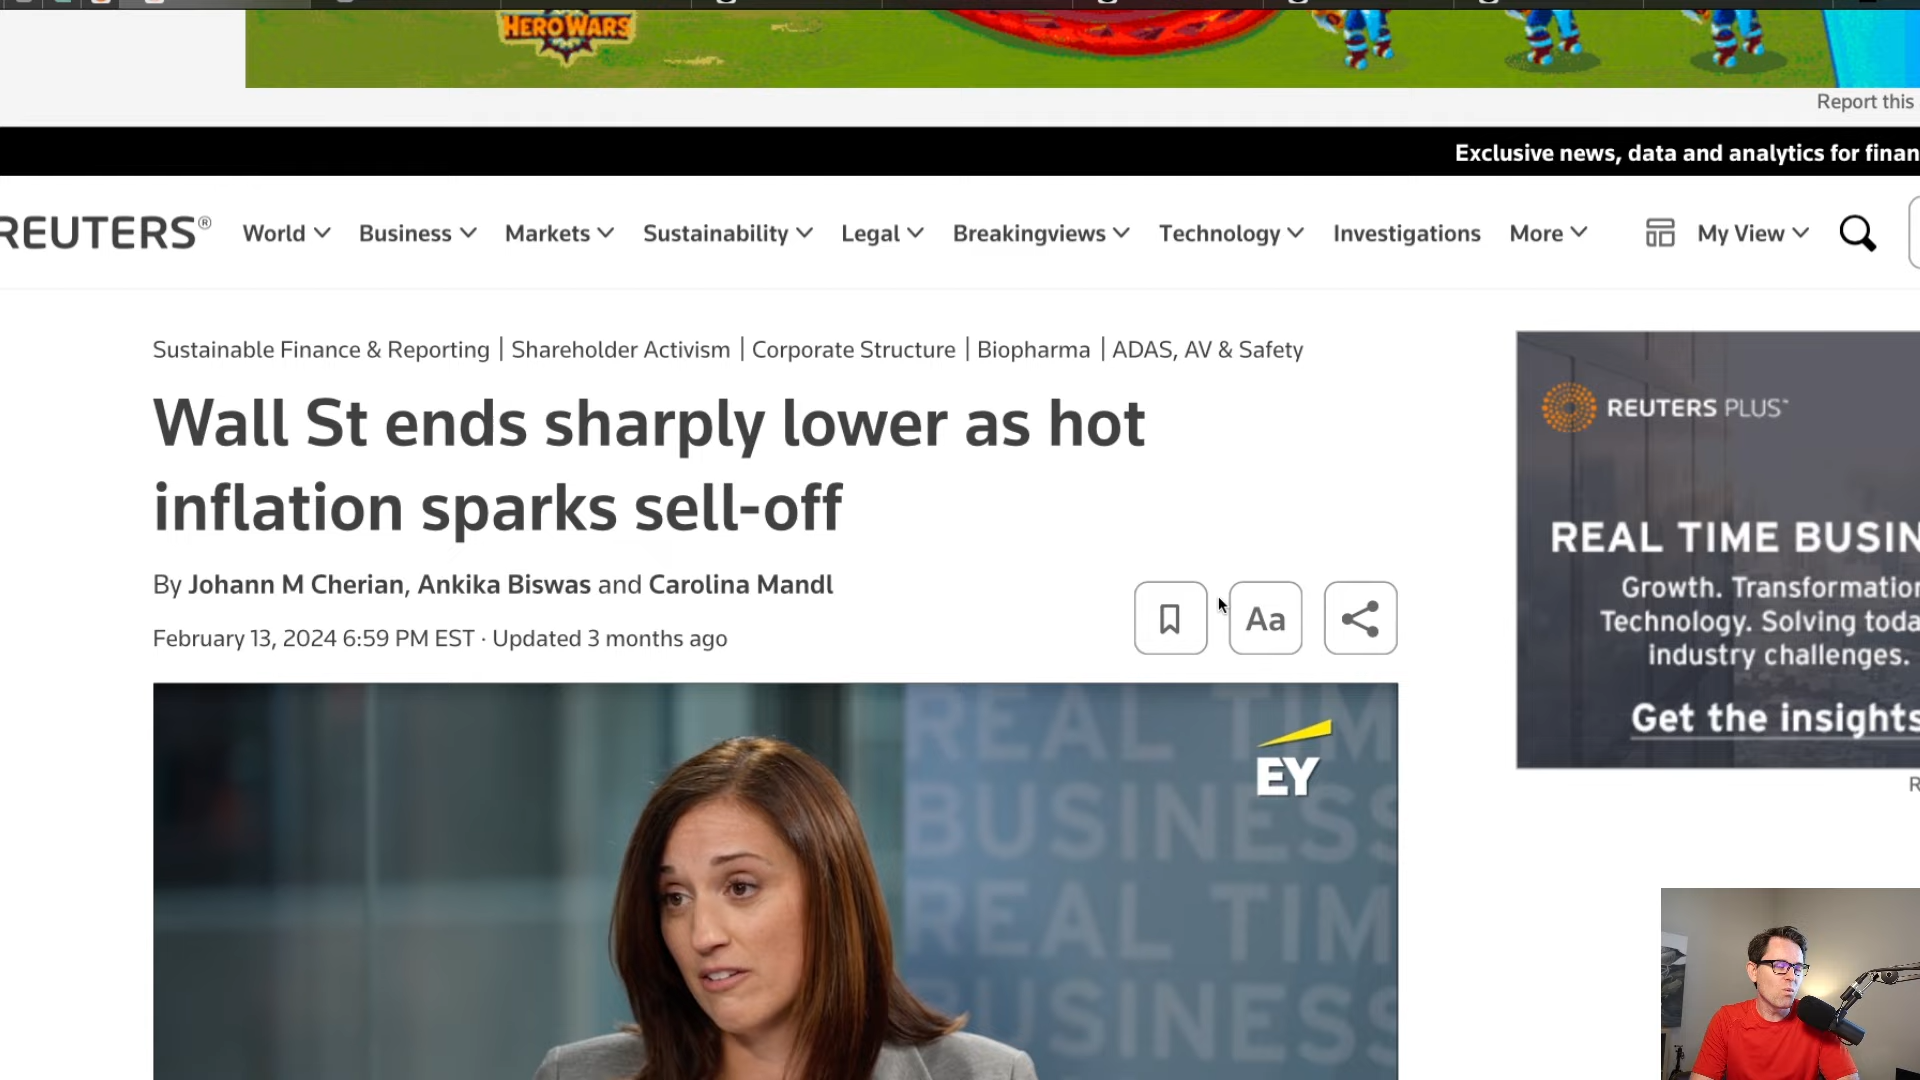 HERO WARS
Report this
Exclusive news, data and analytics for finan
REUTERS®
World
Business
Markets
Sustainability
Legal
Breakingviews
Technology
Investigations
More
My View
Sustainable Finance & Reporting | Shareholder Activism | Corporate Structure | Biopharma | ADAS, AV & Safety
Wall St ends sharply lower as hot
inflation sparks sell-off
By Johann M Cherian, Ankika Biswas and Carolina Mandl
February 13, 2024 6:59 PM EST · Updated 3 months ago
Aa
REUTERS PLUS
REAL TIME BUSIN
Growth. Transformation
Technology. Solving toda
industry challenges.
Get the insights
R
EY
REAL TIM
BUSINESS
REAL TIM
BUSINESS